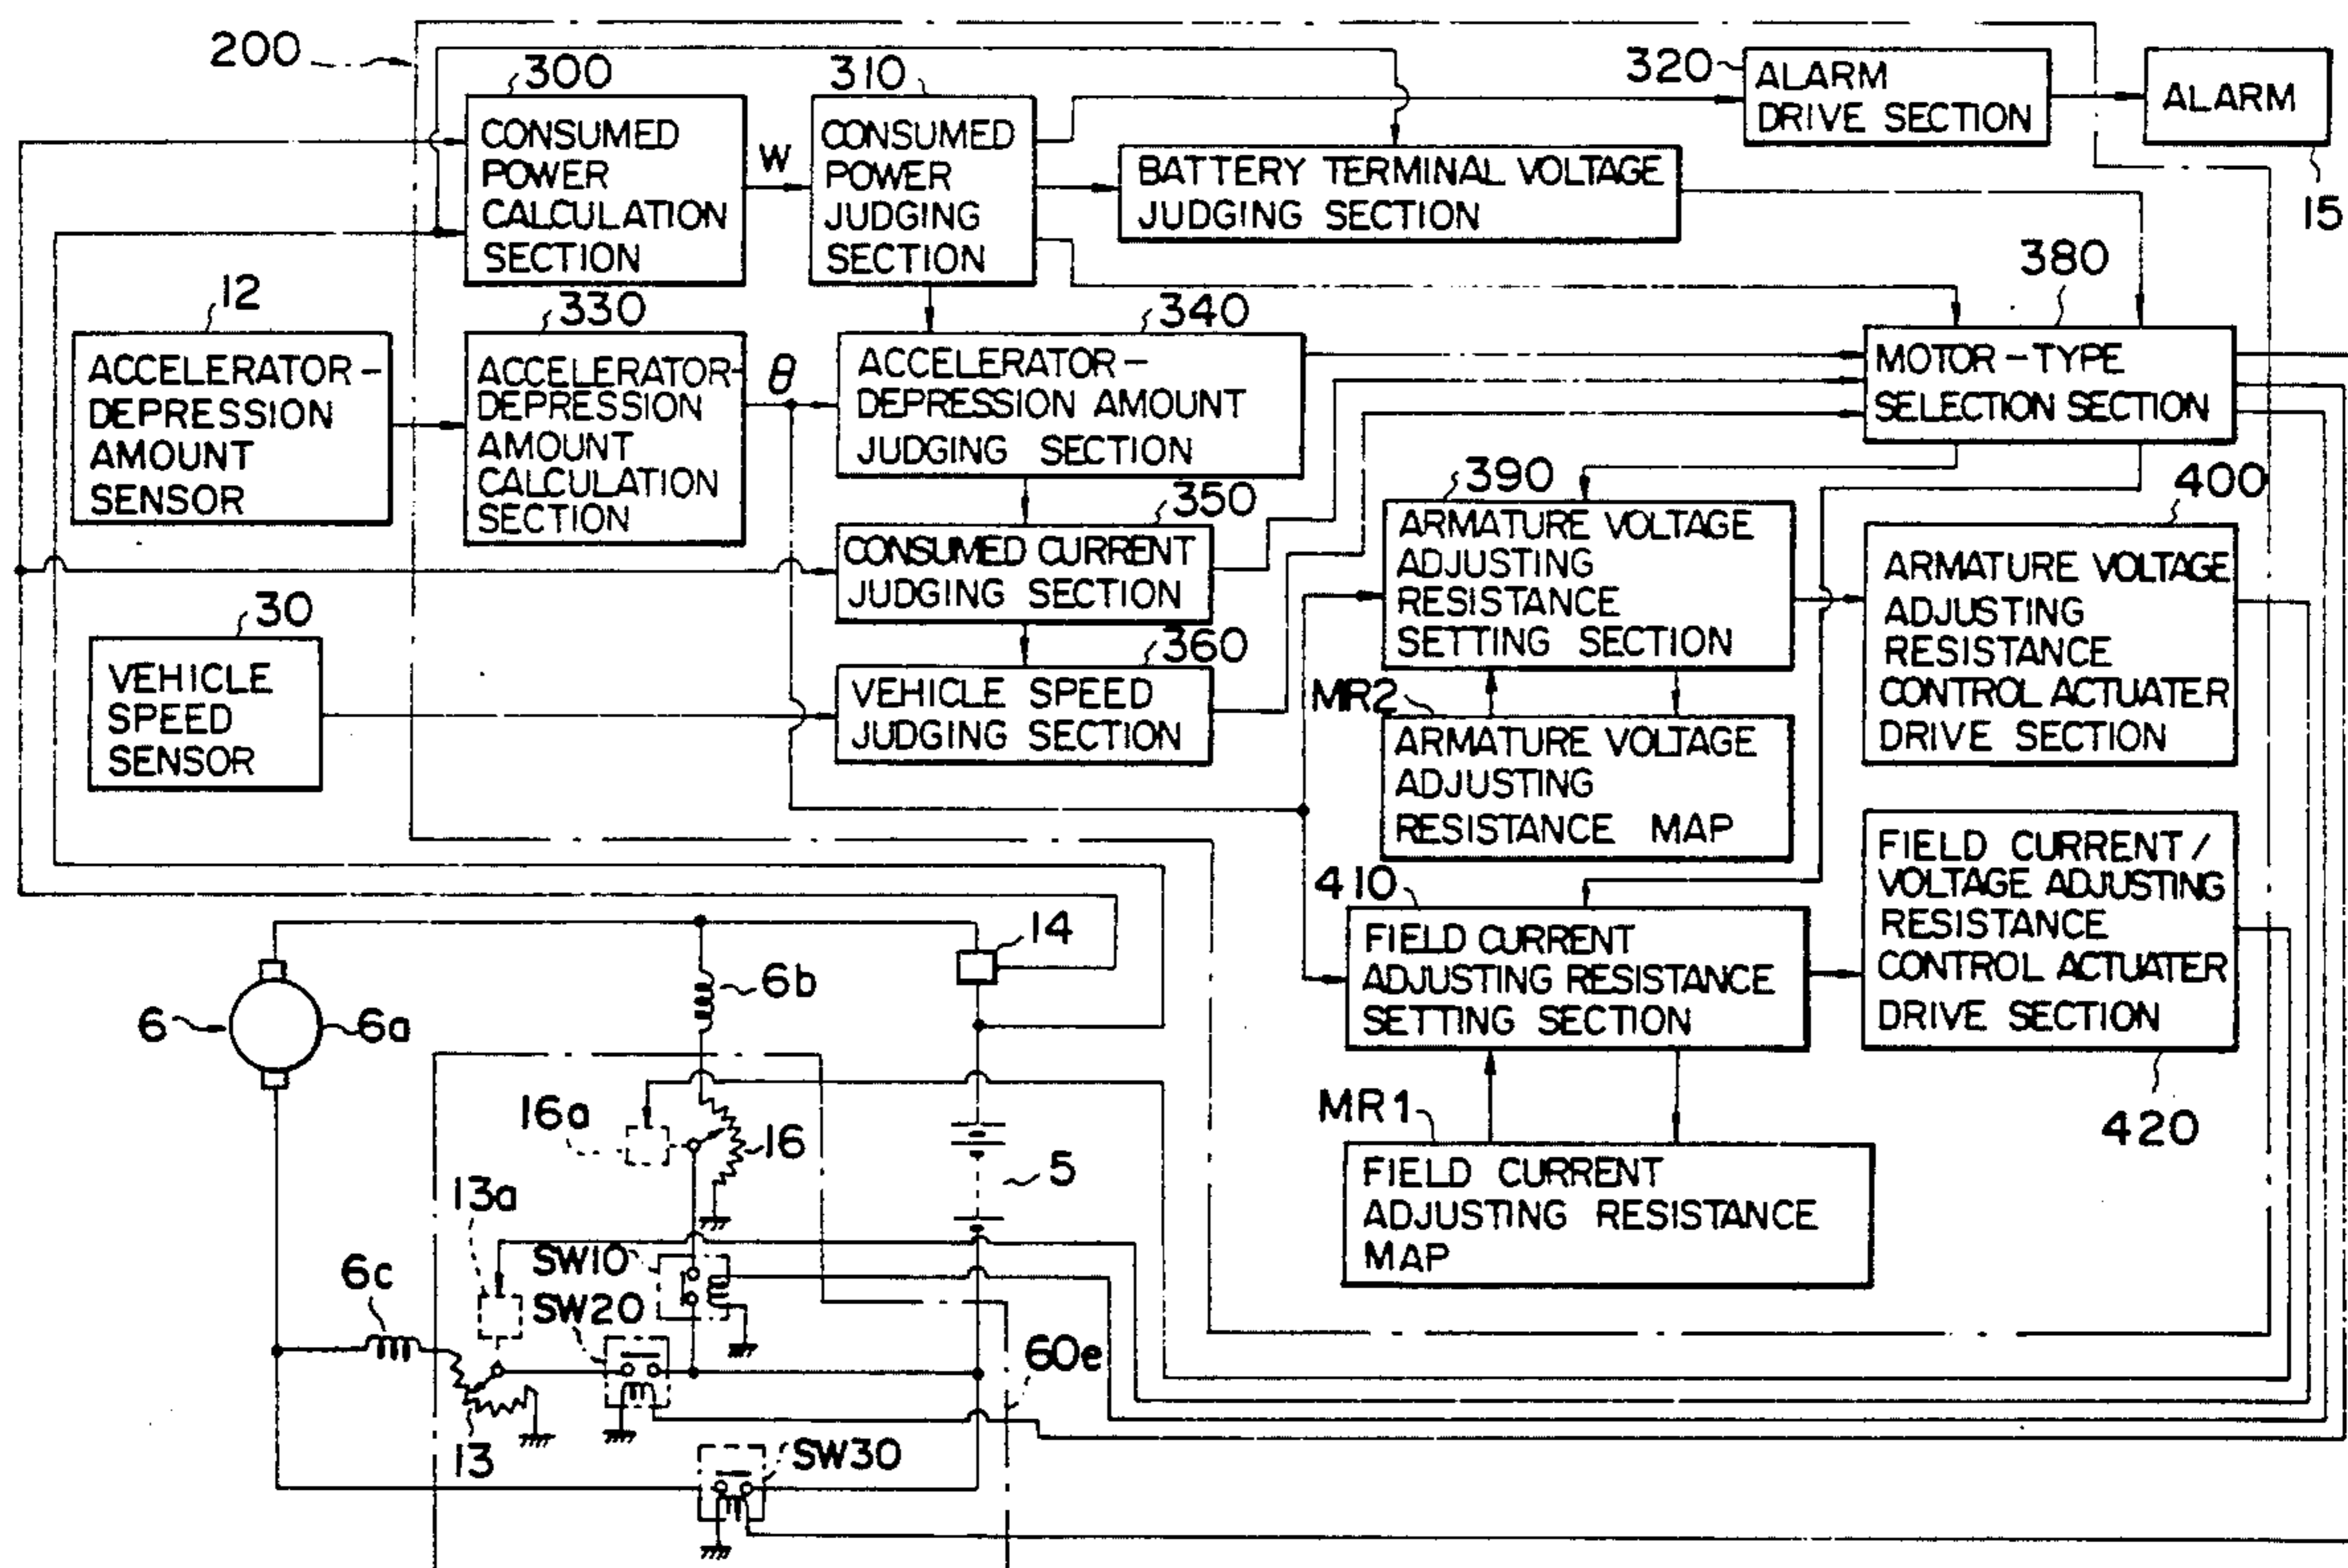 200
300
310
320
ALARM
DRIVE SECTION
ALARM
15
CONSUMED
POWER
CALCULATION
SECTION
W
CONSUMED
POWER
JUDGING
SECTION
BATTERY TERMINAL VOLTAGE
JUDGING SECTION
380
12
330
340
ACCELERATOR-
DEPRESSION
AMOUNT
SENSOR
ACCELERATOR-
DEPRESSION
AMOUNT
CALCULATION
SECTION
θ
ACCELERATOR-
DEPRESSION AMOUNT
JUDGING SECTION
MOTOR-TYPE
SELECTION SECTION
350
390
400
CONSUMED CURRENT
JUDGING SECTION
ARMATURE VOLTAGE
ADJUSTING
RESISTANCE
SETTING SECTION
ARMATURE VOLTAGE
ADJUSTING
RESISTANCE
CONTROL ACTUATER
DRIVE SECTION
30
360
VEHICLE
SPEED
SENSOR
VEHICLE SPEED
JUDGING SECTION
MR2
ARMATURE VOLTAGE
ADJUSTING
RESISTANCE MAP
410
FIELD CURRENT
ADJUSTING RESISTANCE
SETTING SECTION
FIELD CURRENT/
VOLTAGE ADJUSTING
RESISTANCE
CONTROL ACTUATER
DRIVE SECTION
420
14
6b
6
6a
16a
16
5
MR1
FIELD CURRENT
ADJUSTING RESISTANCE
MAP
13a
6c
SW10
SW20
60e
13
SW30